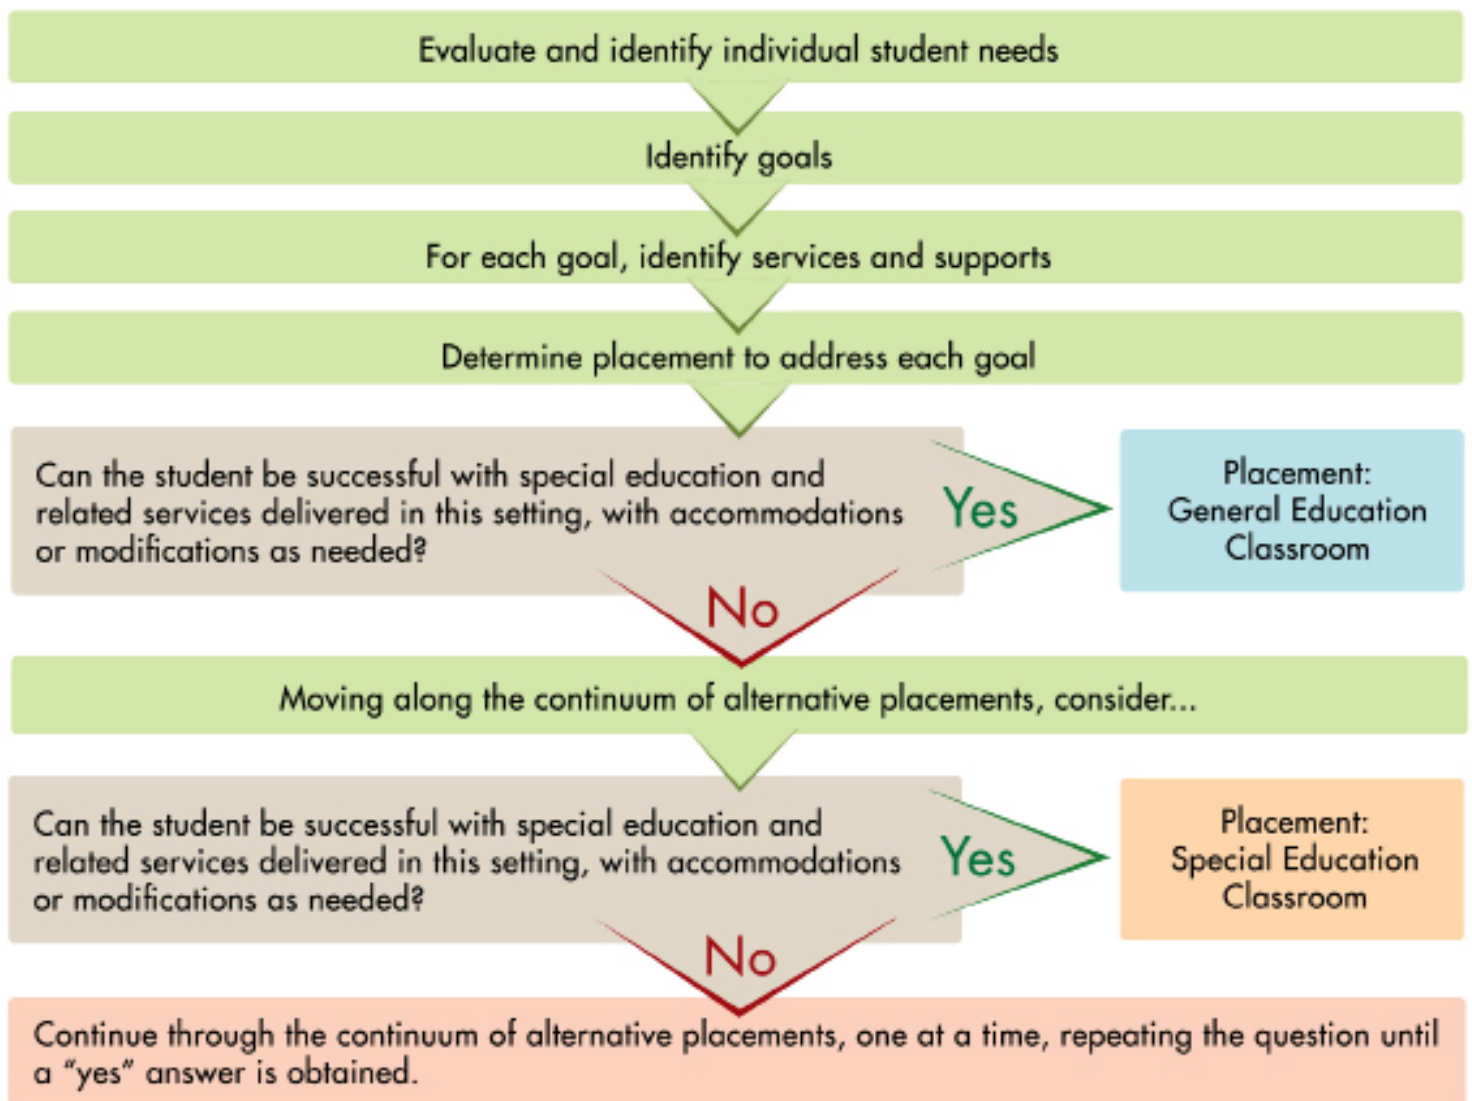 Evaluate and identify individual student needs
Identify goals
For each goal, identify services and supports
Determine placement to address each goal
Can the student be successful with special education and
related services delivered in this setting, with accommodations
or modifications as needed?
Yes
Placement:
General Education
Classroom
No
Moving along the continuum of alternative placements, consider...
Can the student be successful with special education and
related services delivered in this setting, with accommodations
or modifications as needed?
Yes
Placement:
Special Education
Classroom
No
Continue through the continuum of alternative placements, one at a time, repeating the question until
a “yes” answer is obtained.